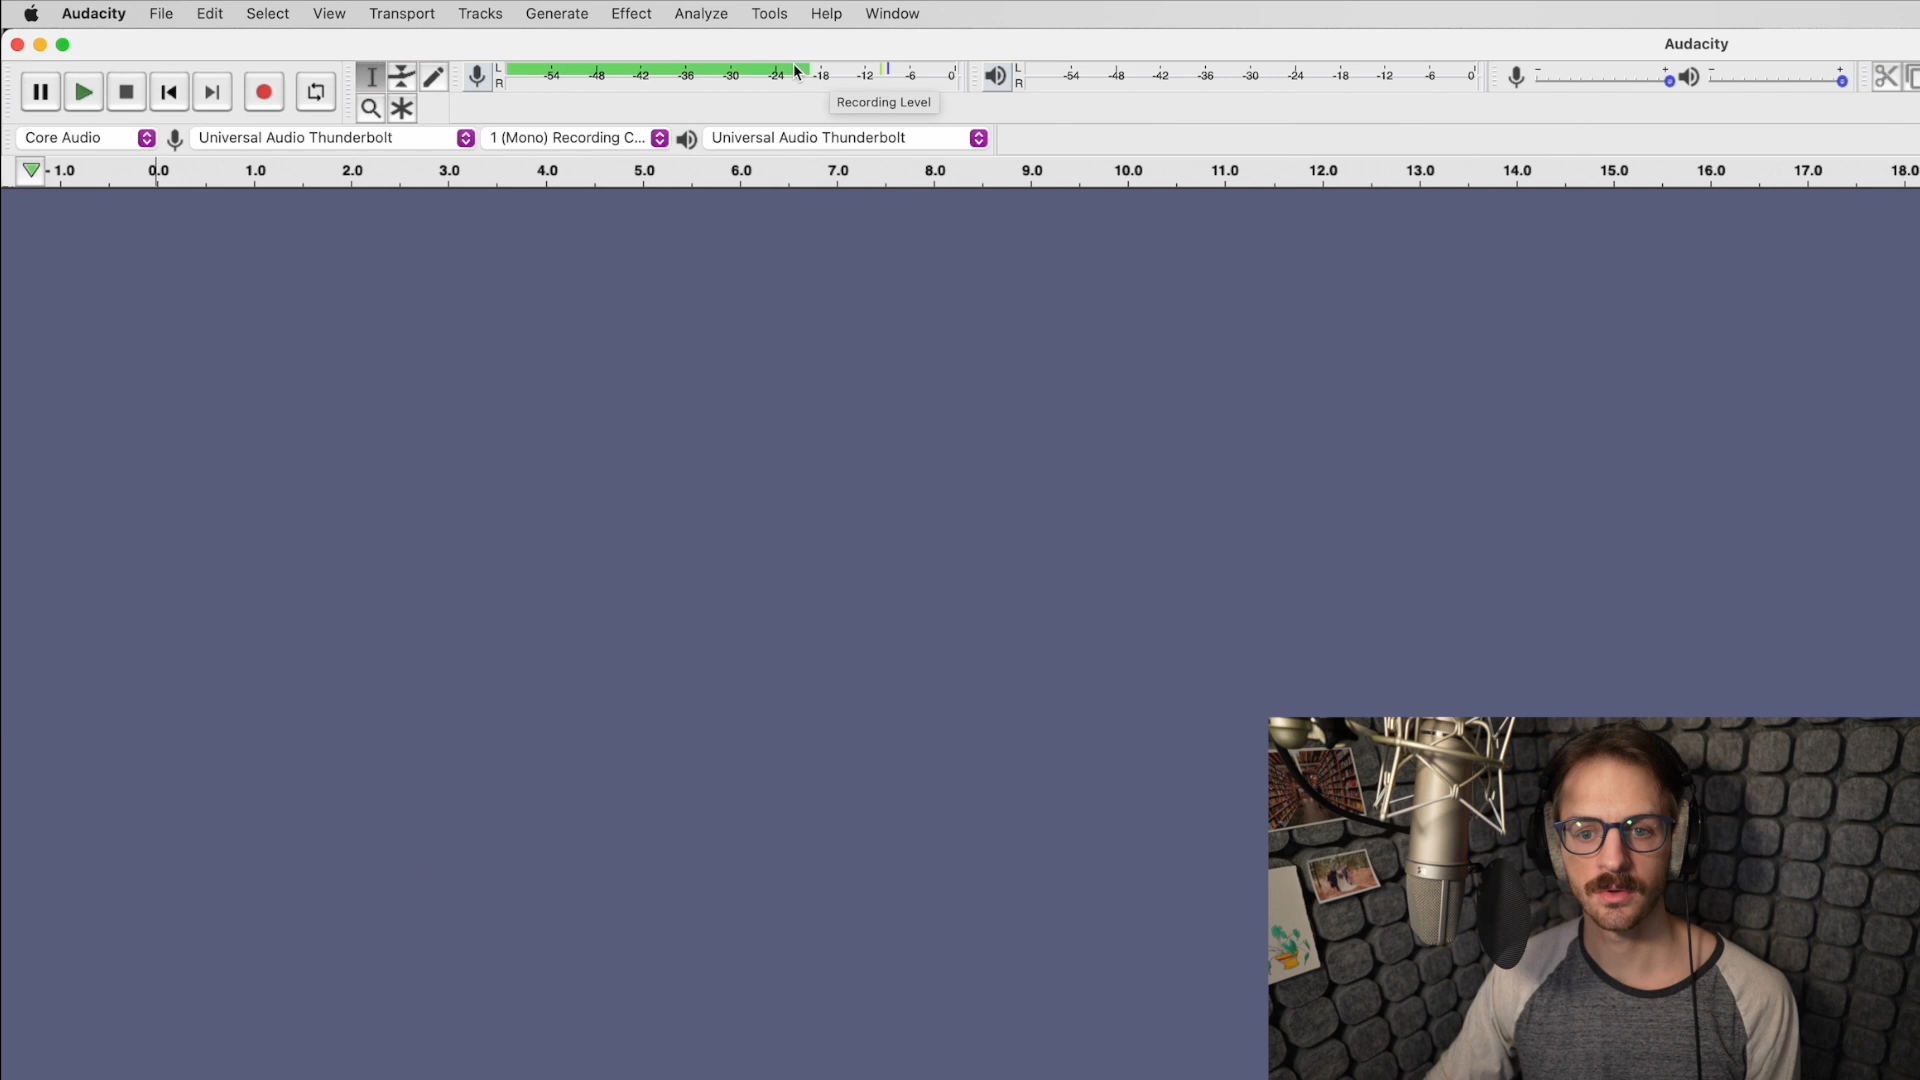 Audacity File Edit Select View Transport Tracks Generate Effect Analyze Tools Help Window
Audacity
L -54 -48 -42 -36 -30 -24 -18 -12 -6 0
R
L -54 -48 -42 -36 -30 -24 -18 -12 -6 0
R
- +
- +
Recording Level
Core Audio Universal Audio Thunderbolt 1 (Mono) Recording C... Universal Audio Thunderbolt
- 1.0 0.0 1.0 2.0 3.0 4.0 5.0 6.0 7.0 8.0 9.0 10.0 11.0 12.0 13.0 14.0 15.0 16.0 17.0 18.0